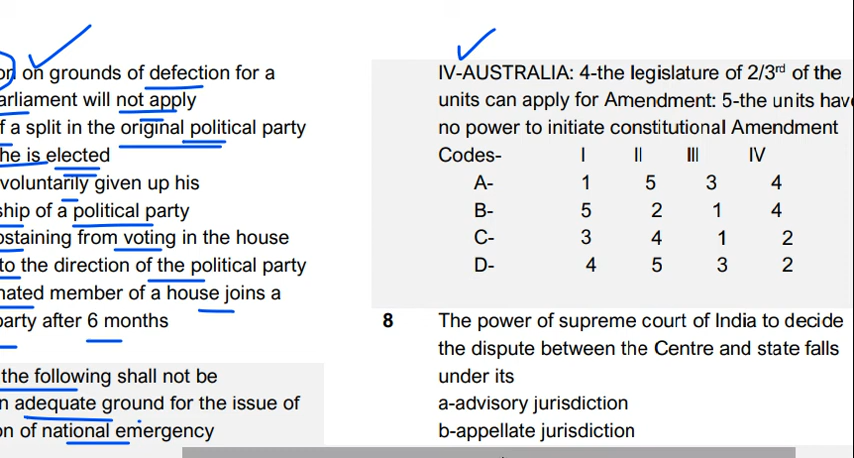 on grounds of defection for a
will not apply
a split in the original political party
he is elected
voluntarily given up his
of a political party
from voting in the house
to the direction of the political party
member of a house joins a
after 6 months
the following shall not be
adequate ground for the issue of
of national emergency
IV-AUSTRALIA: 4-the legislature of 2/3rd of the
units can apply for Amendment: 5-the units have
no power to initiate constitutional Amendment
Codes- I II III IV
A- 1 5 3 4
B- 5 2 1 4
C- 3 4 1 2
D- 4 5 3 2
8 The power of supreme court of India to decide
the dispute between the Centre and state falls
under its
a-advisory jurisdiction
b-appellate jurisdiction